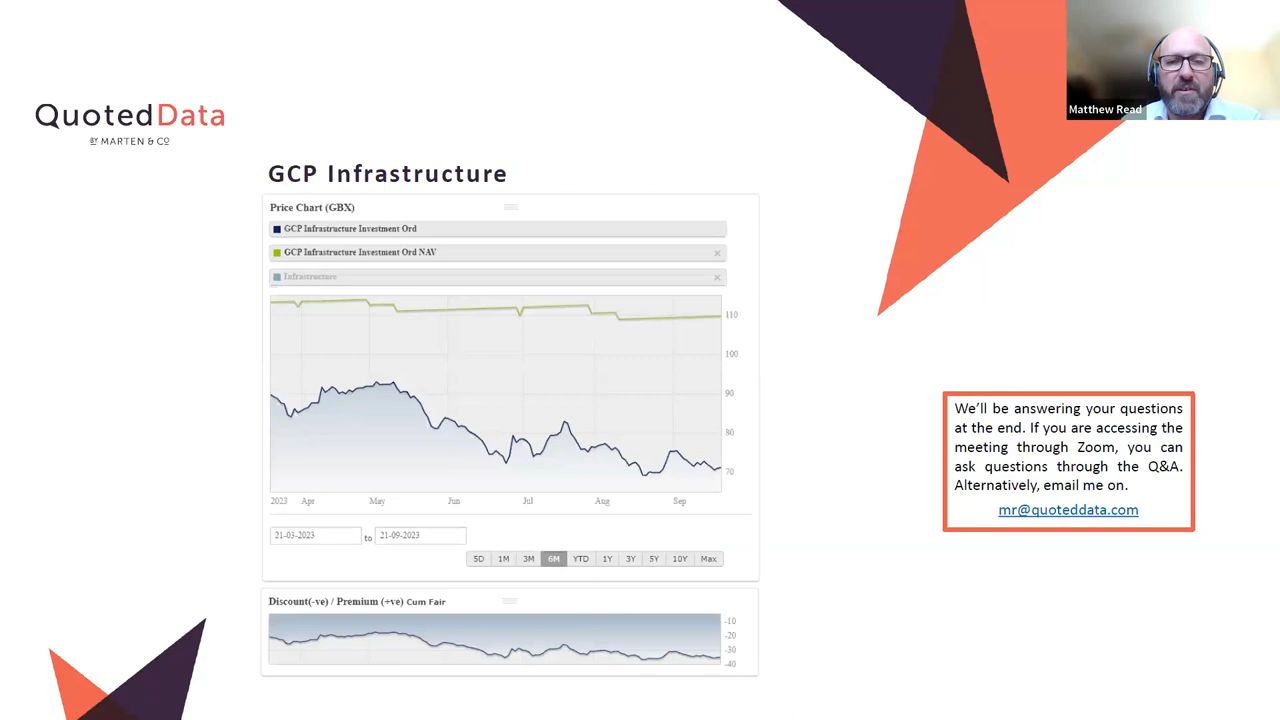 Matthew Read
QuotedData
BY MARTEN & CO
GCP Infrastructure
Price Chart (GBX)
GCP Infrastructure Investment Ord
GCP Infrastructure Investment Ord NAV
Infrastructure
110
100
90
80
70
2023 Apr May Jun Jul Aug Sep
21-03-2023 to 21-09-2023
5D 1M 3M 6M YTD 1Y 3Y 5Y 10Y Max
Discount(-ve) / Premium (+ve) Cum Fair
-10
-20
-30
-40
We'll be answering your questions
at the end. If you are accessing the
meeting through Zoom, you can
ask questions through the Q&A.
Alternatively, email me on.
mr@quoteddata.com